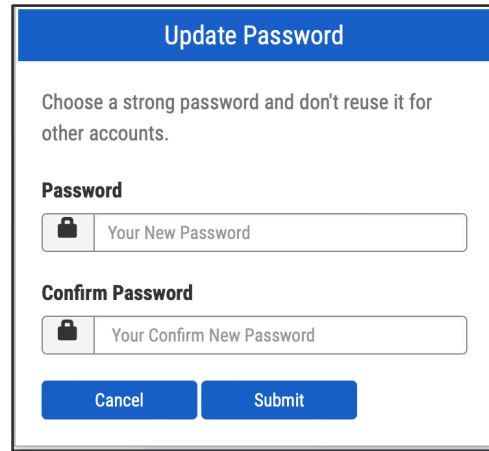 Update Password
Choose a strong password and don't reuse it for
other accounts.
Password
Your New Password
Confirm Password
Your Confirm New Password
Cancel Submit